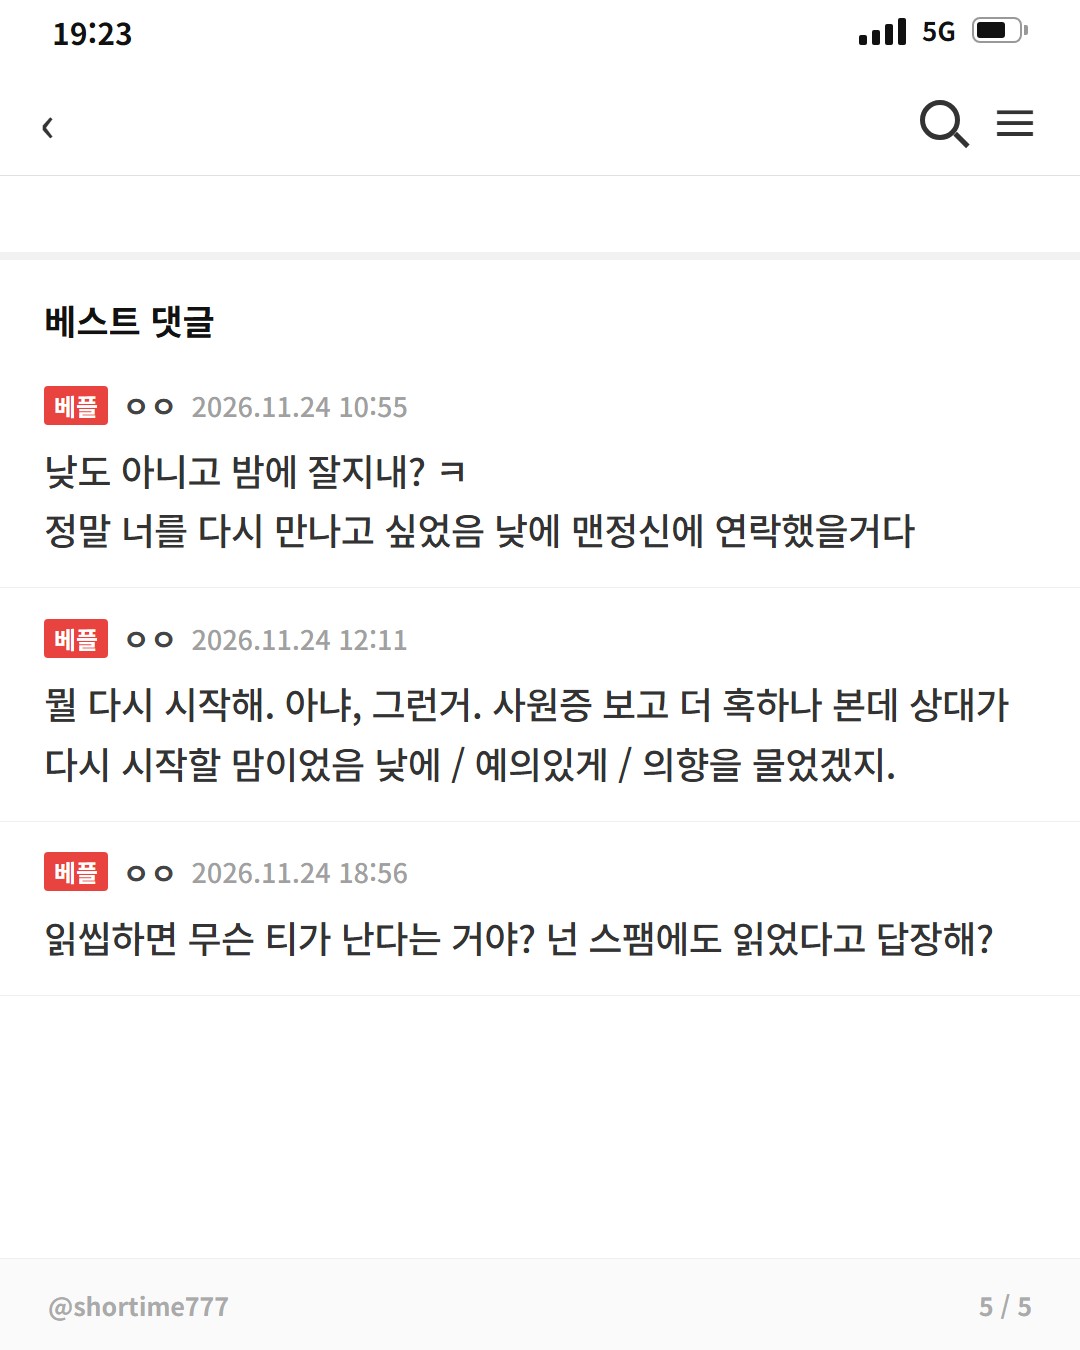 19:23
5G
베스트 댓글
베플 ㅇㅇ 2026.11.24 10:55
낮도 아니고 밤에 잘지내? ㅋ
정말 너를 다시 만나고 싶었음 낮에 맨정신에 연락했을거다
베플 ㅇㅇ 2026.11.24 12:11
뭘 다시 시작해. 아냐, 그런거. 사원증 보고 더 혹하나 본데 상대가
다시 시작할 맘이었음 낮에 / 예의있게 / 의향을 물었겠지.
베플 ㅇㅇ 2026.11.24 18:56
읽씹하면 무슨 티가 난다는 거야? 넌 스팸에도 읽었다고 답장해?
@shortime777
5 / 5